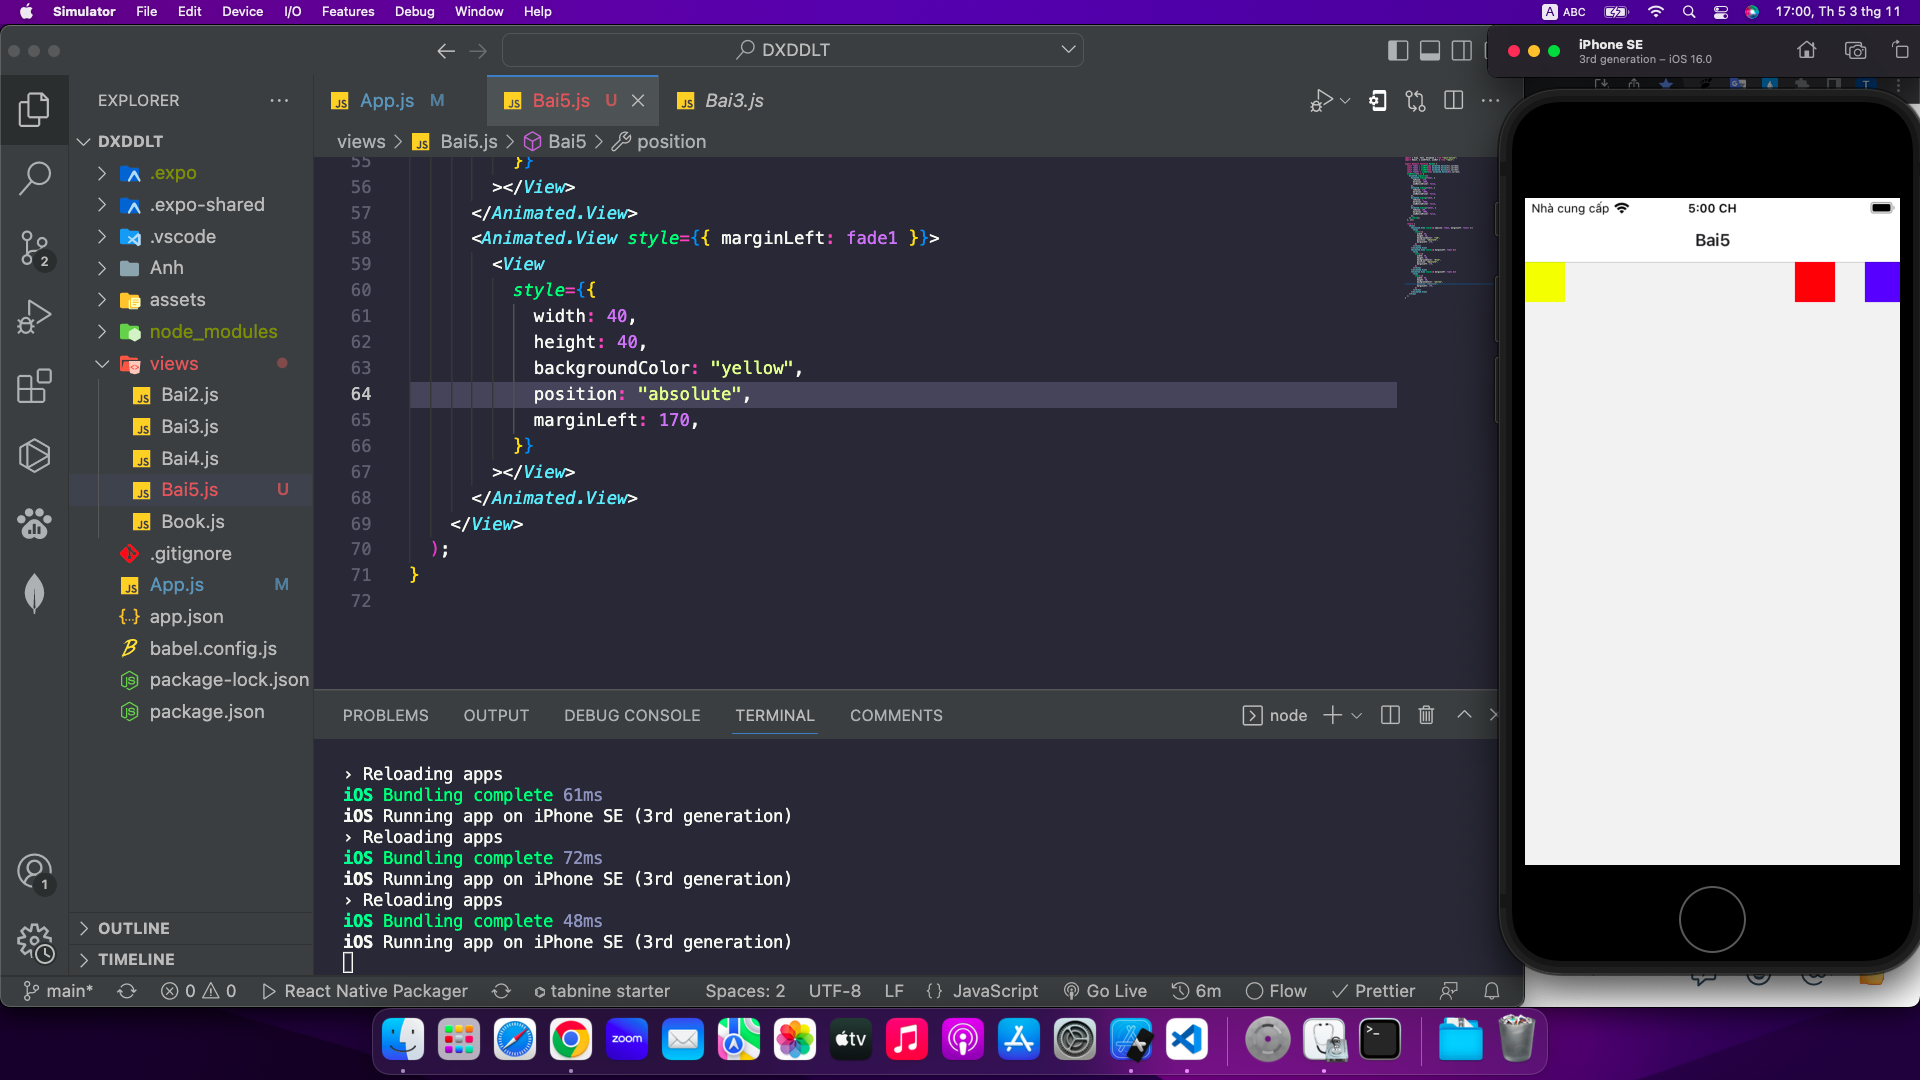 Simulator File Edit Device I/O Features Debug Window Help
A ABC 17:00, Th 5 3 thg 11
DXDDLT
iPhone SE
3rd generation – iOS 16.0
EXPLORER
App.js M
Bai5.js U
Bai3.js
DXDDLT
views > Bai5.js > Bai5 > position
.expo
.expo-shared
.vscode
Anh
assets
node_modules
views
Bai2.js
Bai3.js
Bai4.js
Bai5.js U
Book.js
.gitignore
App.js M
app.json
babel.config.js
package-lock.json
package.json
OUTLINE
TIMELINE
2
1
55 }}
56 ></View>
57 </Animated.View>
58 <Animated.View style={{ marginLeft: fade1 }}>
59 <View
60 style={{
61 width: 40,
62 height: 40,
63 backgroundColor: "yellow",
64 position: "absolute",
65 marginLeft: 170,
66 }}
67 ></View>
68 </Animated.View>
69 </View>
70 );
71 }
72
PROBLEMS OUTPUT DEBUG CONSOLE TERMINAL COMMENTS
node
› Reloading apps
iOS Bundling complete 61ms
iOS Running app on iPhone SE (3rd generation)
› Reloading apps
iOS Bundling complete 72ms
iOS Running app on iPhone SE (3rd generation)
› Reloading apps
iOS Bundling complete 48ms
iOS Running app on iPhone SE (3rd generation)
main* 0 0 React Native Packager tabnine starter Spaces: 2 UTF-8 LF {} JavaScript Go Live 6m Flow Prettier
Nhà cung cấp 5:00 CH
Bai5
zoom
tv